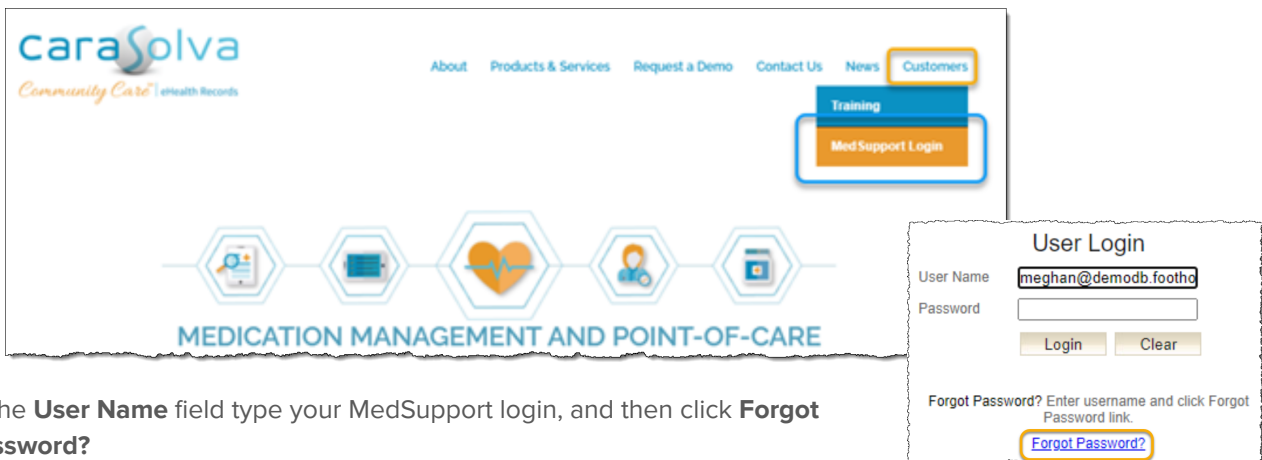 CaraSolva
Community Care | eHealth Records
About Products & Services Request a Demo Contact Us News Customers
Training
MedSupport Login
MEDICATION MANAGEMENT AND POINT-OF-CARE
User Login
User Name meghan@demodb.footho
Password
Login Clear
Forgot Password? Enter username and click Forgot
Password link.
Forgot Password?
he User Name field type your MedSupport login, and then click Forgot
ssword?